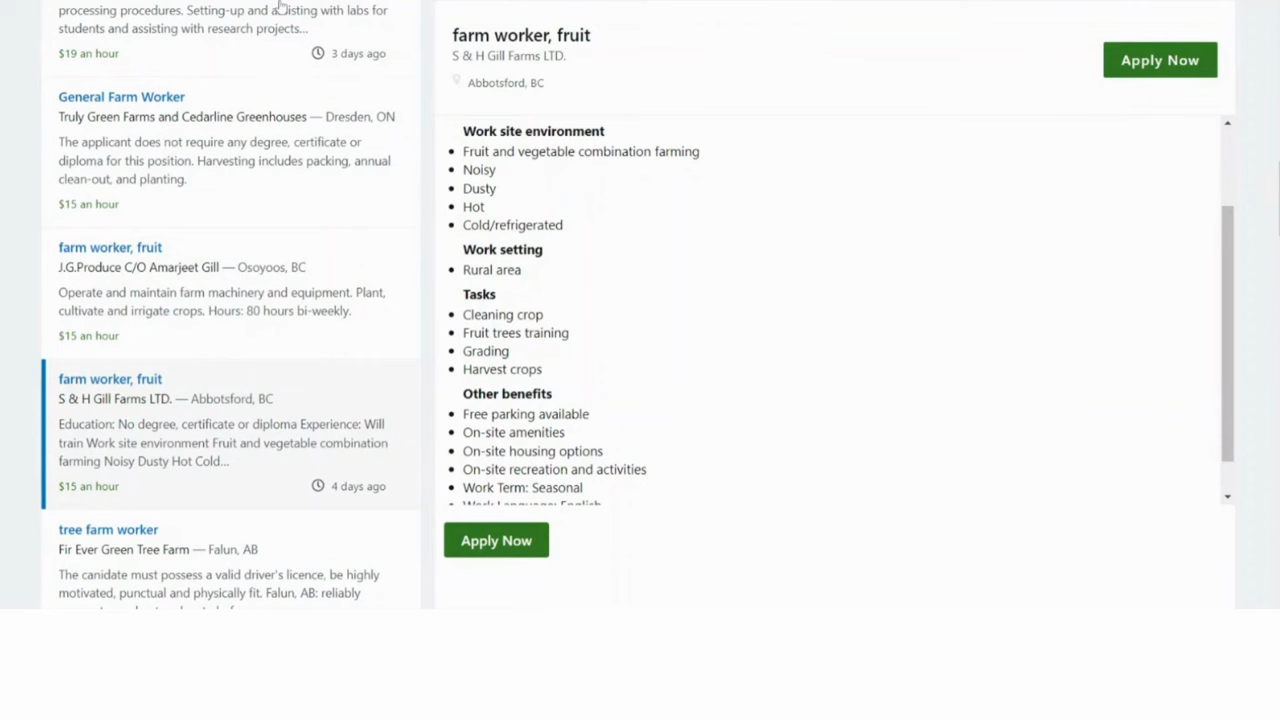 processing procedures. Setting-up and assisting with labs for
students and assisting with research projects...
$19 an hour
3 days ago
General Farm Worker
Truly Green Farms and Cedarline Greenhouses — Dresden, ON
The applicant does not require any degree, certificate or
diploma for this position. Harvesting includes packing, annual
clean-out, and planting.
$15 an hour
farm worker, fruit
J.G.Produce C/O Amarjeet Gill — Osoyoos, BC
Operate and maintain farm machinery and equipment. Plant,
cultivate and irrigate crops. Hours: 80 hours bi-weekly.
$15 an hour
farm worker, fruit
S & H Gill Farms LTD. — Abbotsford, BC
Education: No degree, certificate or diploma Experience: Will
train Work site environment Fruit and vegetable combination
farming Noisy Dusty Hot Cold...
$15 an hour
4 days ago
tree farm worker
Fir Ever Green Tree Farm — Falun, AB
The canidate must possess a valid driver's licence, be highly
motivated, punctual and physically fit. Falun, AB: reliably
farm worker, fruit
S & H Gill Farms LTD.
Abbotsford, BC
Apply Now
Work site environment
Fruit and vegetable combination farming
Noisy
Dusty
Hot
Cold/refrigerated
Work setting
Rural area
Tasks
Cleaning crop
Fruit trees training
Grading
Harvest crops
Other benefits
Free parking available
On-site amenities
On-site housing options
On-site recreation and activities
Work Term: Seasonal
Work Language: English
Apply Now